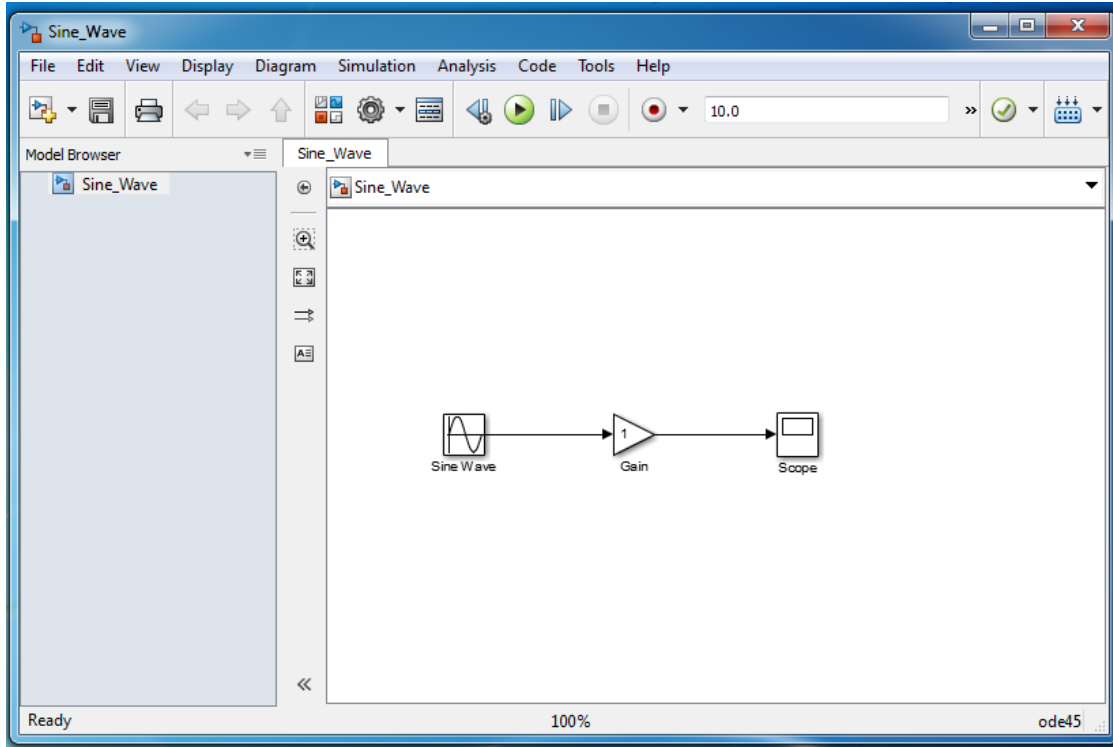 Sine_Wave
File Edit View Display Diagram Simulation Analysis Code Tools Help
10.0 »
Model Browser
Sine_Wave
Sine_Wave
Sine_Wave
A
1
Sine Wave
Gain
Scope
Ready 100% ode45